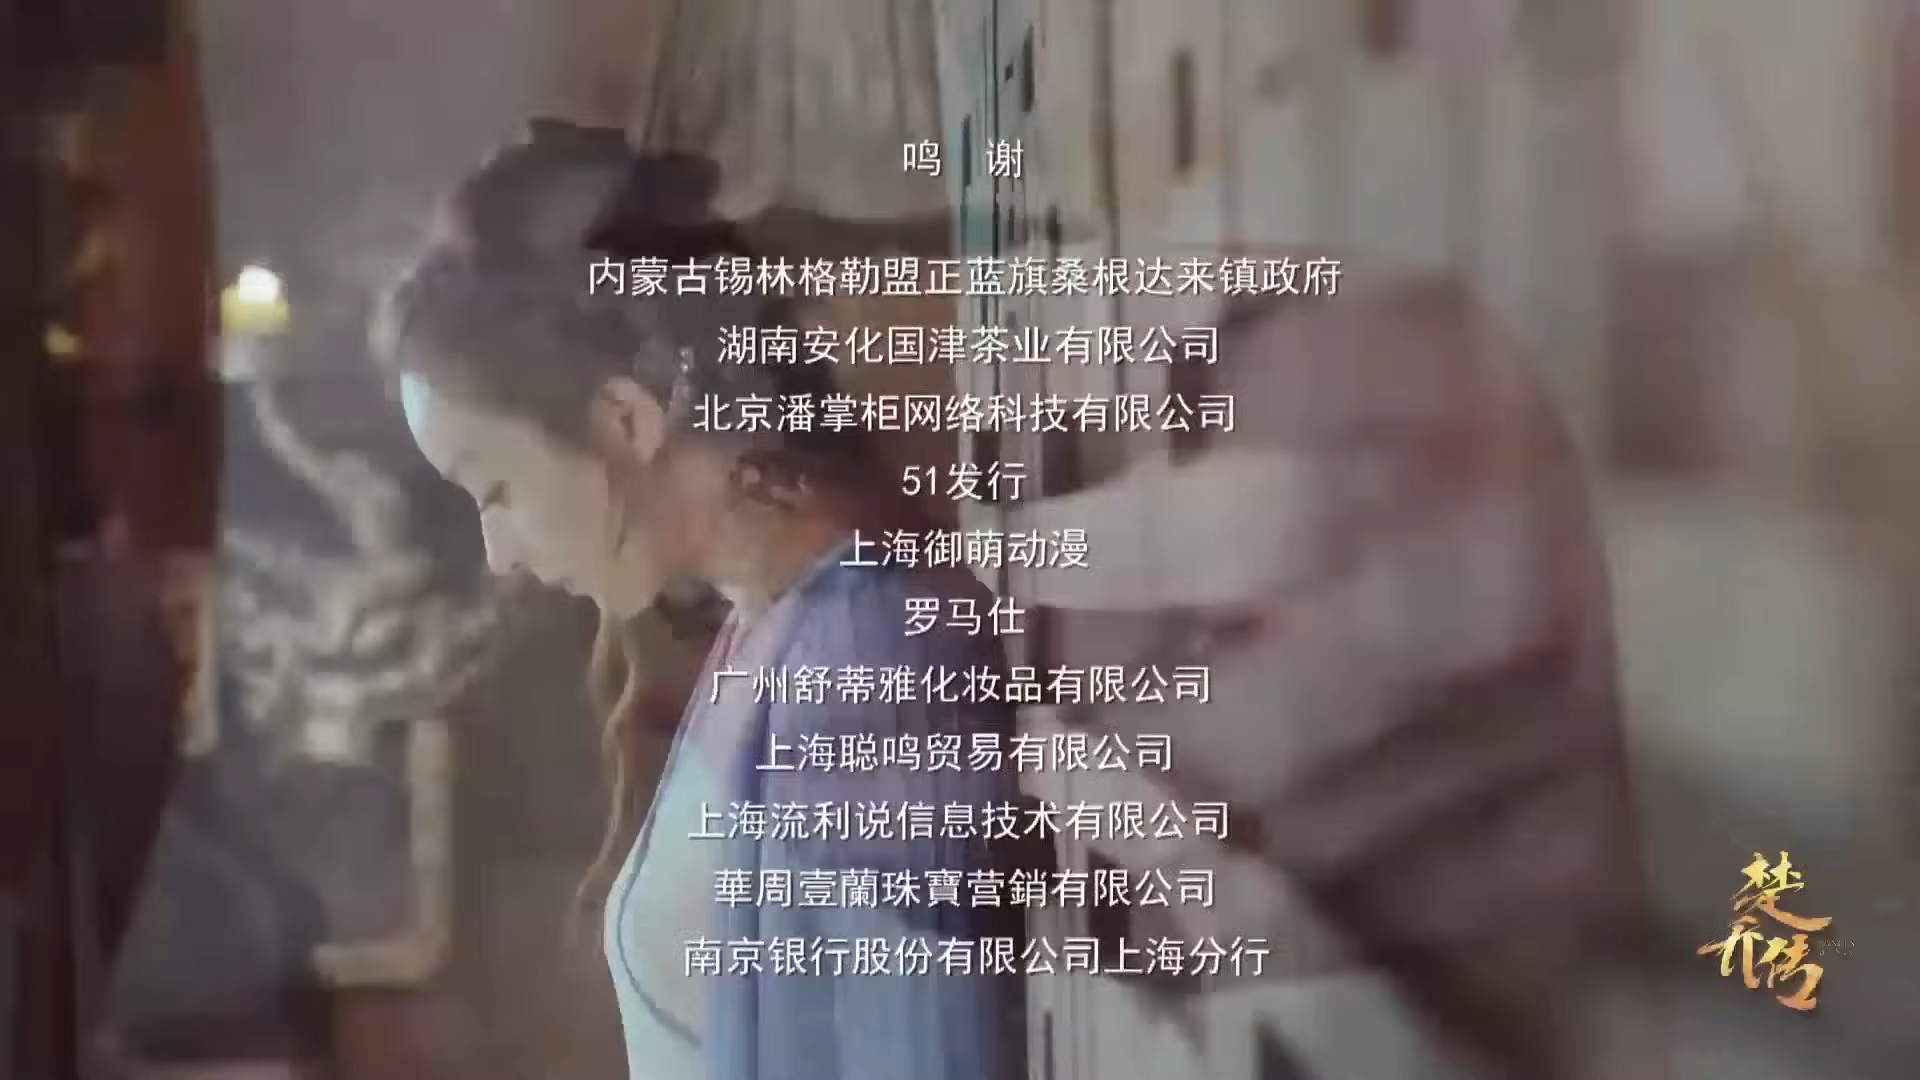 鸣 谢
内蒙古锡林格勒盟正蓝旗桑根达来镇政府
湖南安化国津茶业有限公司
北京潘掌柜网络科技有限公司
51发行
上海御萌动漫
罗马仕
广州舒蒂雅化妆品有限公司
上海聪鸣贸易有限公司
上海流利说信息技术有限公司
華周壹蘭珠寶营銷有限公司
南京银行股份有限公司上海分行
楚乔传